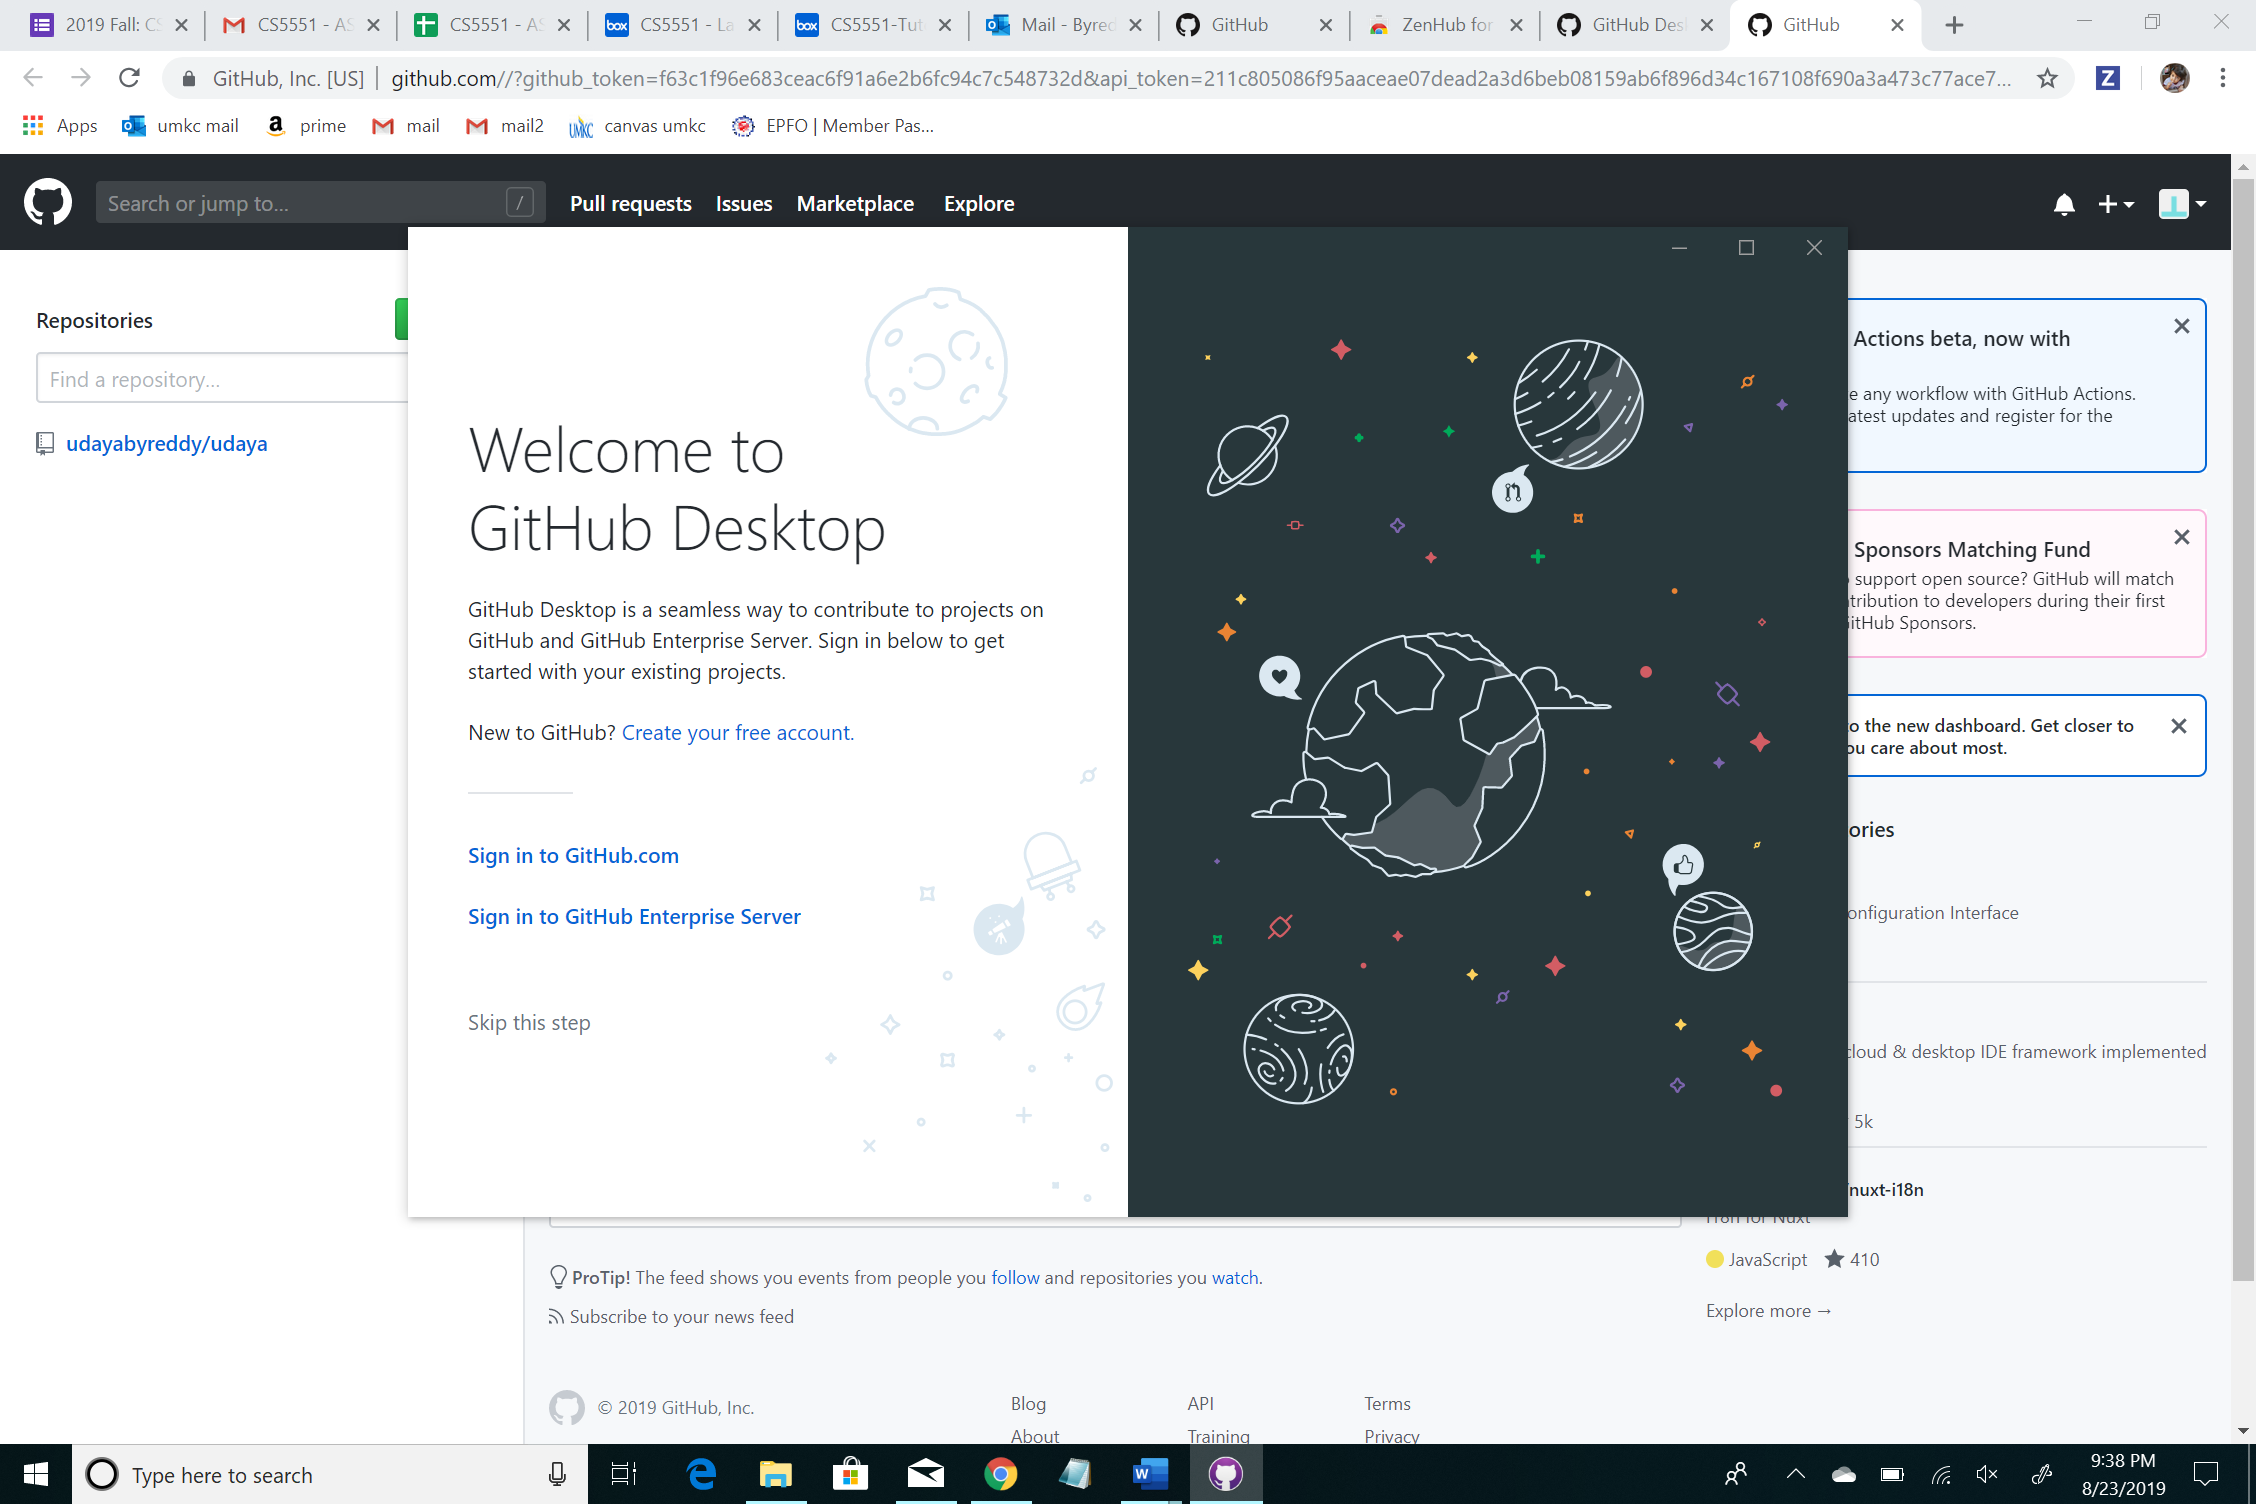 2019 Fall: CS
CS5551 - AS
CS5551 - AS
CS5551 - La
CS5551-Tut
Mail - Byred
GitHub
ZenHub for
GitHub Desk
GitHub
GitHub, Inc. [US] | github.com//?github_token=f63c1f96e683ceac6f91a6e2b6fc94c7c548732d&api_token=211c805086f95aaceae07dead2a3d6beb08159ab6f896d34c167108f690a3a473c77ace7...
Z
Apps
umkc mail
prime
mail
mail2
canvas umkc
EPFO | Member Pas...
Search or jump to...
/
Pull requests
Issues
Marketplace
Explore
Repositories
Find a repository...
udayabyreddy/udaya
Welcome to
GitHub Desktop
GitHub Desktop is a seamless way to contribute to projects on
GitHub and GitHub Enterprise Server. Sign in below to get
started with your existing projects.
New to GitHub? Create your free account.
Sign in to GitHub.com
Sign in to GitHub Enterprise Server
Skip this step
Actions beta, now with
e any workflow with GitHub Actions.
atest updates and register for the
Sponsors Matching Fund
support open source? GitHub will match
tribution to developers during their first
itHub Sponsors.
o the new dashboard. Get closer to
ou care about most.
ories
onfiguration Interface
cloud & desktop IDE framework implemented
5k
/nuxt-i18n
i18n for Nuxt
JavaScript 410
Explore more →
ProTip! The feed shows you events from people you follow and repositories you watch.
Subscribe to your news feed
© 2019 GitHub, Inc.
Blog
API
Terms
About
Training
Privacy
Type here to search
9:38 PM
8/23/2019